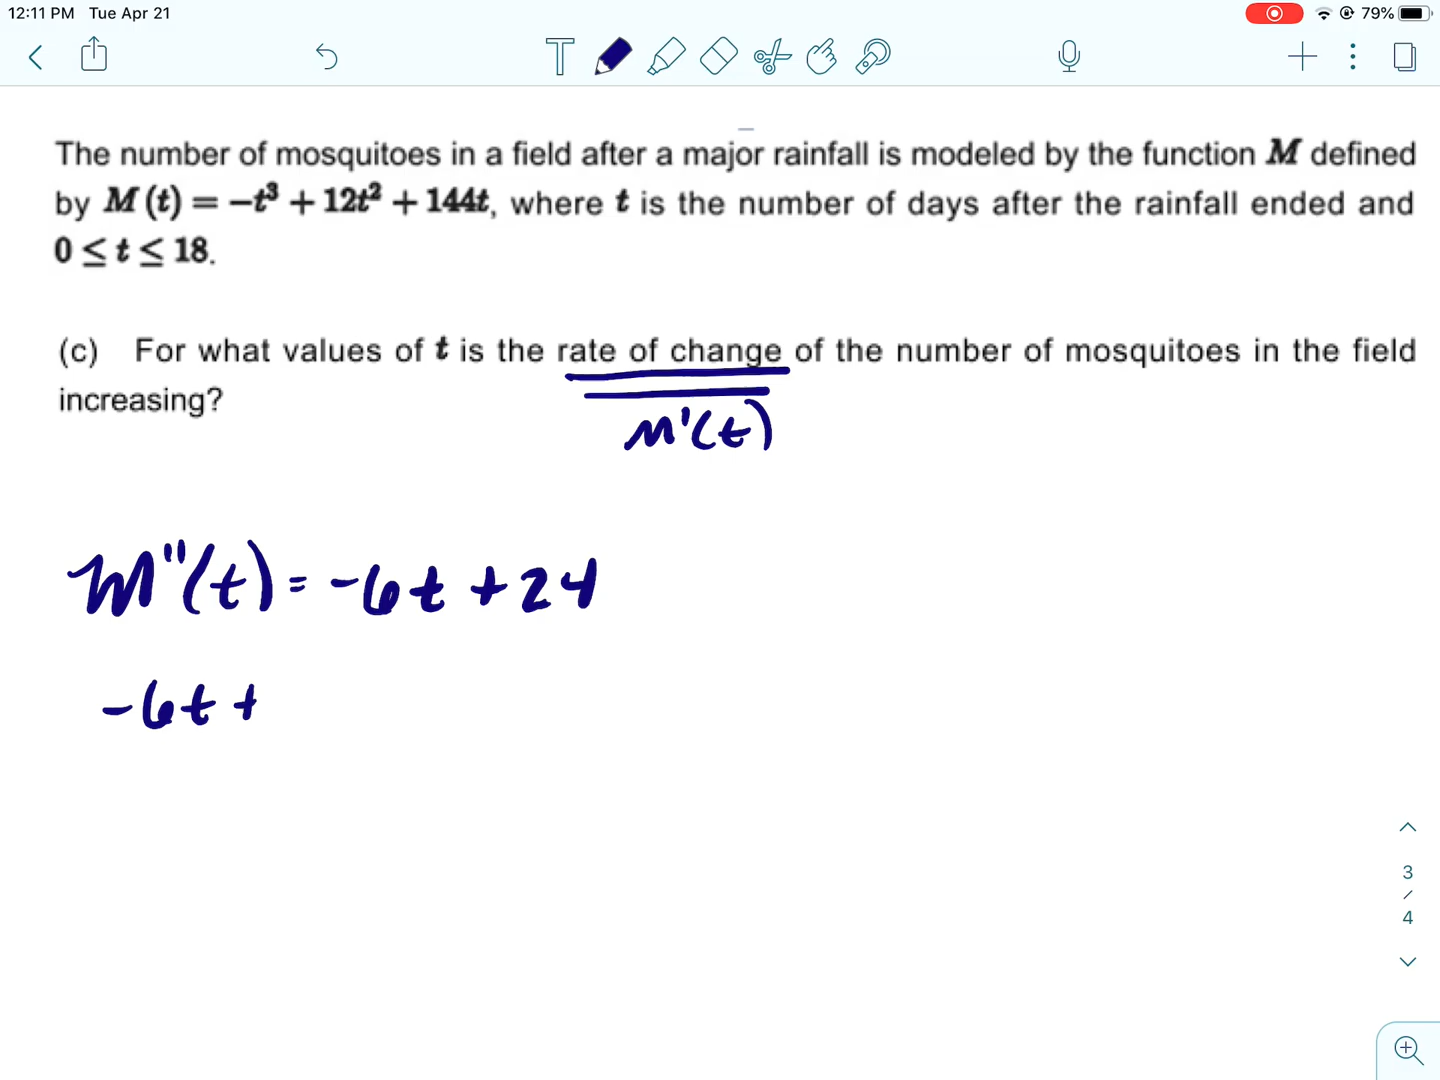 12:11 PM Tue Apr 21 79%
T
The number of mosquitoes in a field after a major rainfall is modeled by the function M defined
by M (t) = −t³ + 12t² + 144t, where t is the number of days after the rainfall ended and
0 ≤ t ≤ 18.
(c) For what values of t is the rate of change of the number of mosquitoes in the field
increasing?
M'(t)
M"(t) = -6t + 24
-6t +
3
/
4